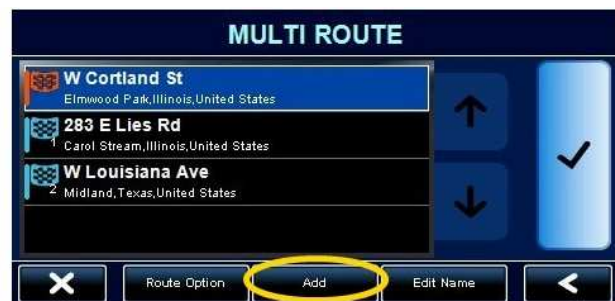 MULTI ROUTE
W Cortland St
Elmwood Park,Illinois,United States
1
283 E Lies Rd
Carol Stream,Illinois,United States
2
W Louisiana Ave
Midland,Texas,United States
Route Option
Add
Edit Name